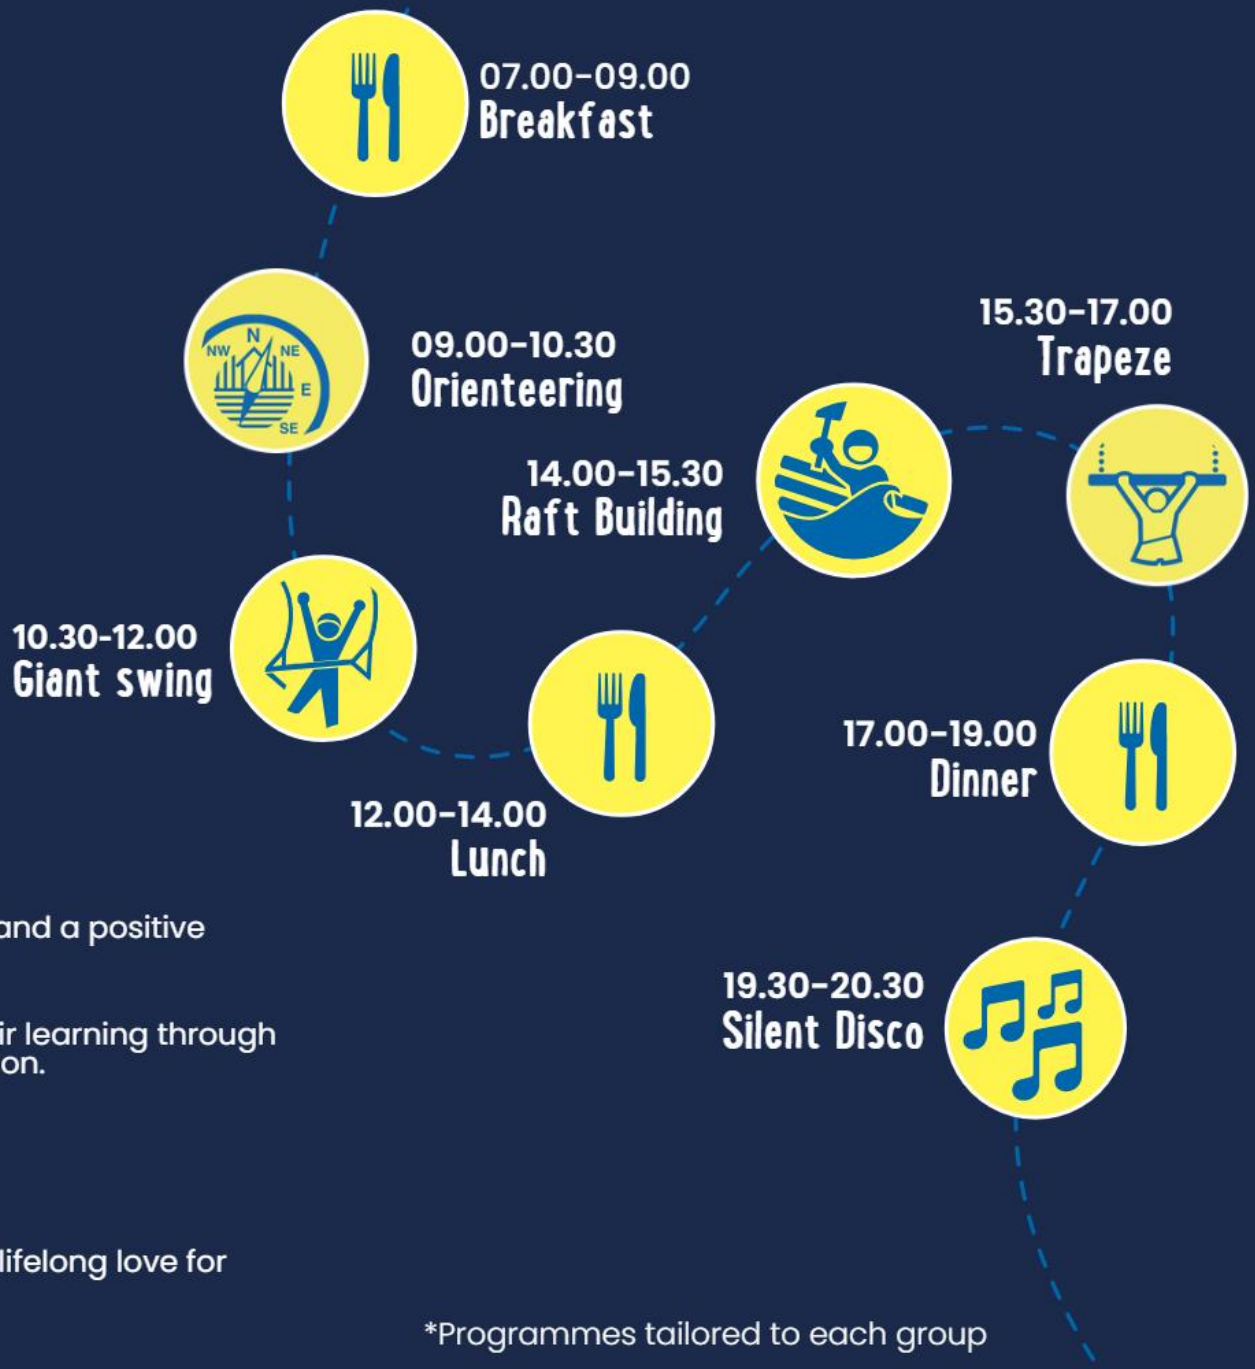 07.00-09.00
Breakfast
N
NW
NE
E
SE
09.00-10.30
Orienteering
10.30-12.00
Giant swing
12.00-14.00
Lunch
14.00-15.30
Raft Building
15.30-17.00
Trapeze
17.00-19.00
Dinner
19.30-20.30
Silent Disco
and a positive
ir learning through
on.
lifelong love for
*Programmes tailored to each group